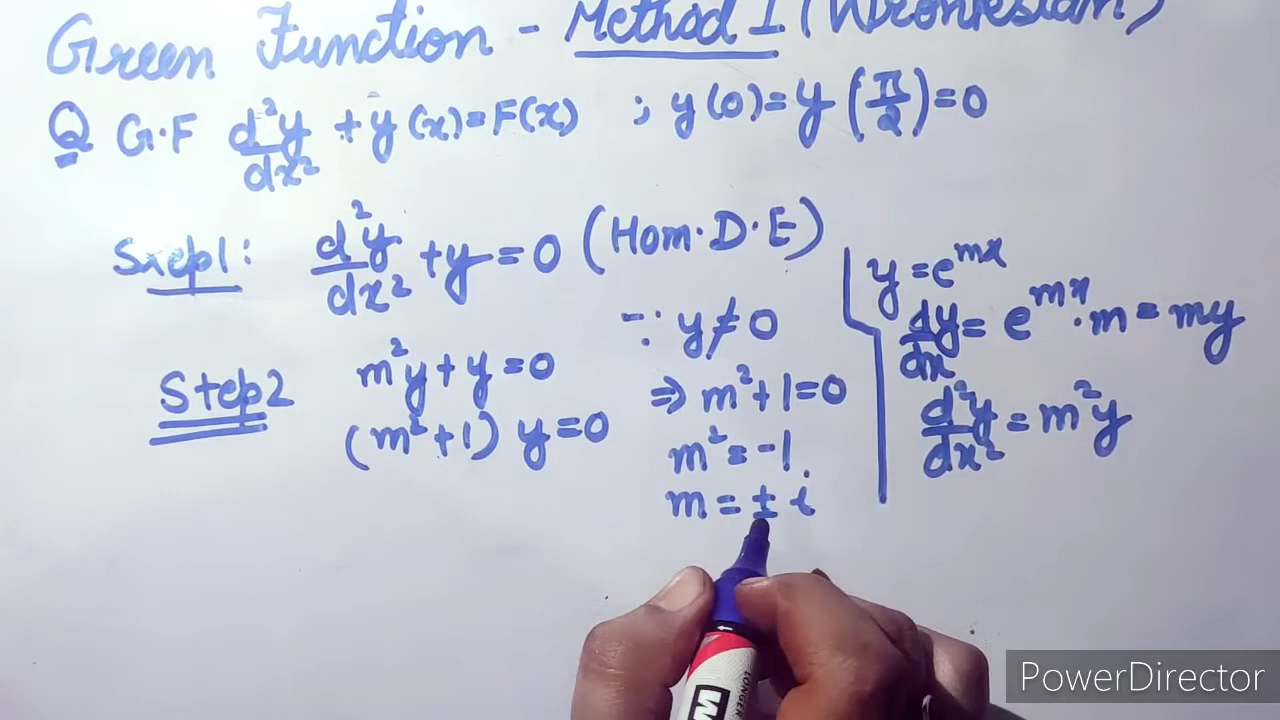 Green Function - Method 1 (Wronskian)
Q G.F d²y/dx² + y(x) = F(x) ; y(0) = y(π/2) = 0
Step1: d²y/dx² + y = 0 (Hom. D. E)
∵ y ≠ 0
Step2 m²y + y = 0
(m² + 1) y = 0
⇒ m² + 1 = 0
m² = -1
m = ± i
y = e^{mx}
dy/dx = e^{mx} . m = my
d²y/dx² = m²y
PowerDirector